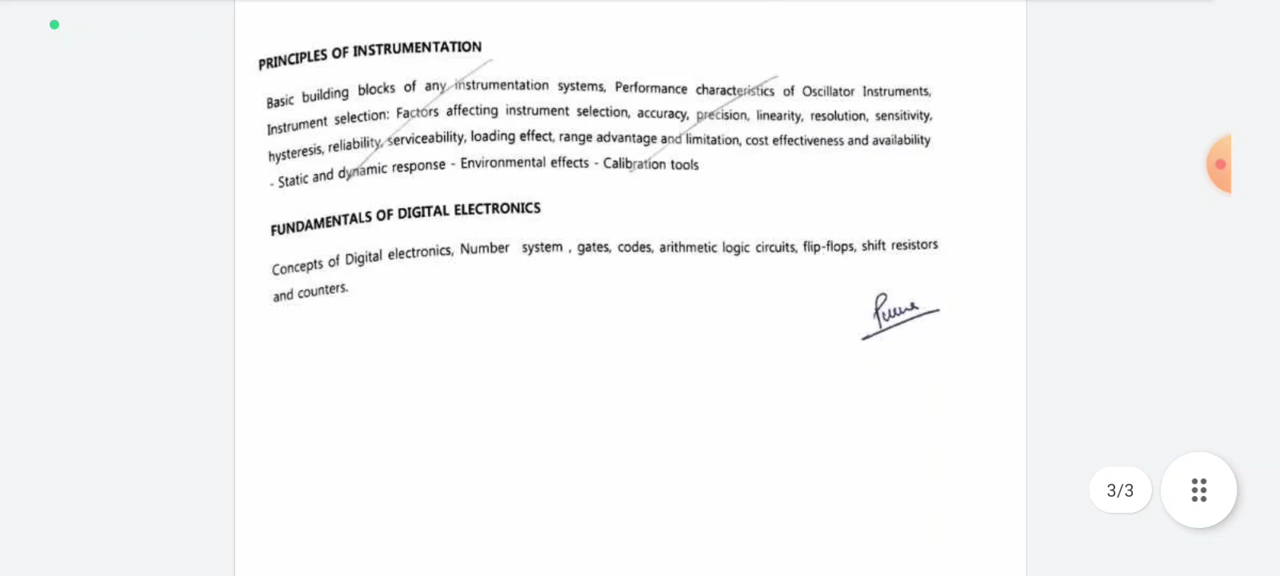 PRINCIPLES OF INSTRUMENTATION
Basic building blocks of any instrumentation systems, Performance characteristics of Oscillator Instruments,
Instrument selection: Factors affecting instrument selection, accuracy, precision, linearity, resolution, sensitivity,
hysteresis, reliability, serviceability, loading effect, range advantage and limitation, cost effectiveness and availability
- Static and dynamic response - Environmental effects - Calibration tools
FUNDAMENTALS OF DIGITAL ELECTRONICS
Concepts of Digital electronics, Number system , gates, codes, arithmetic logic circuits, flip-flops, shift resistors
and counters.
3/3